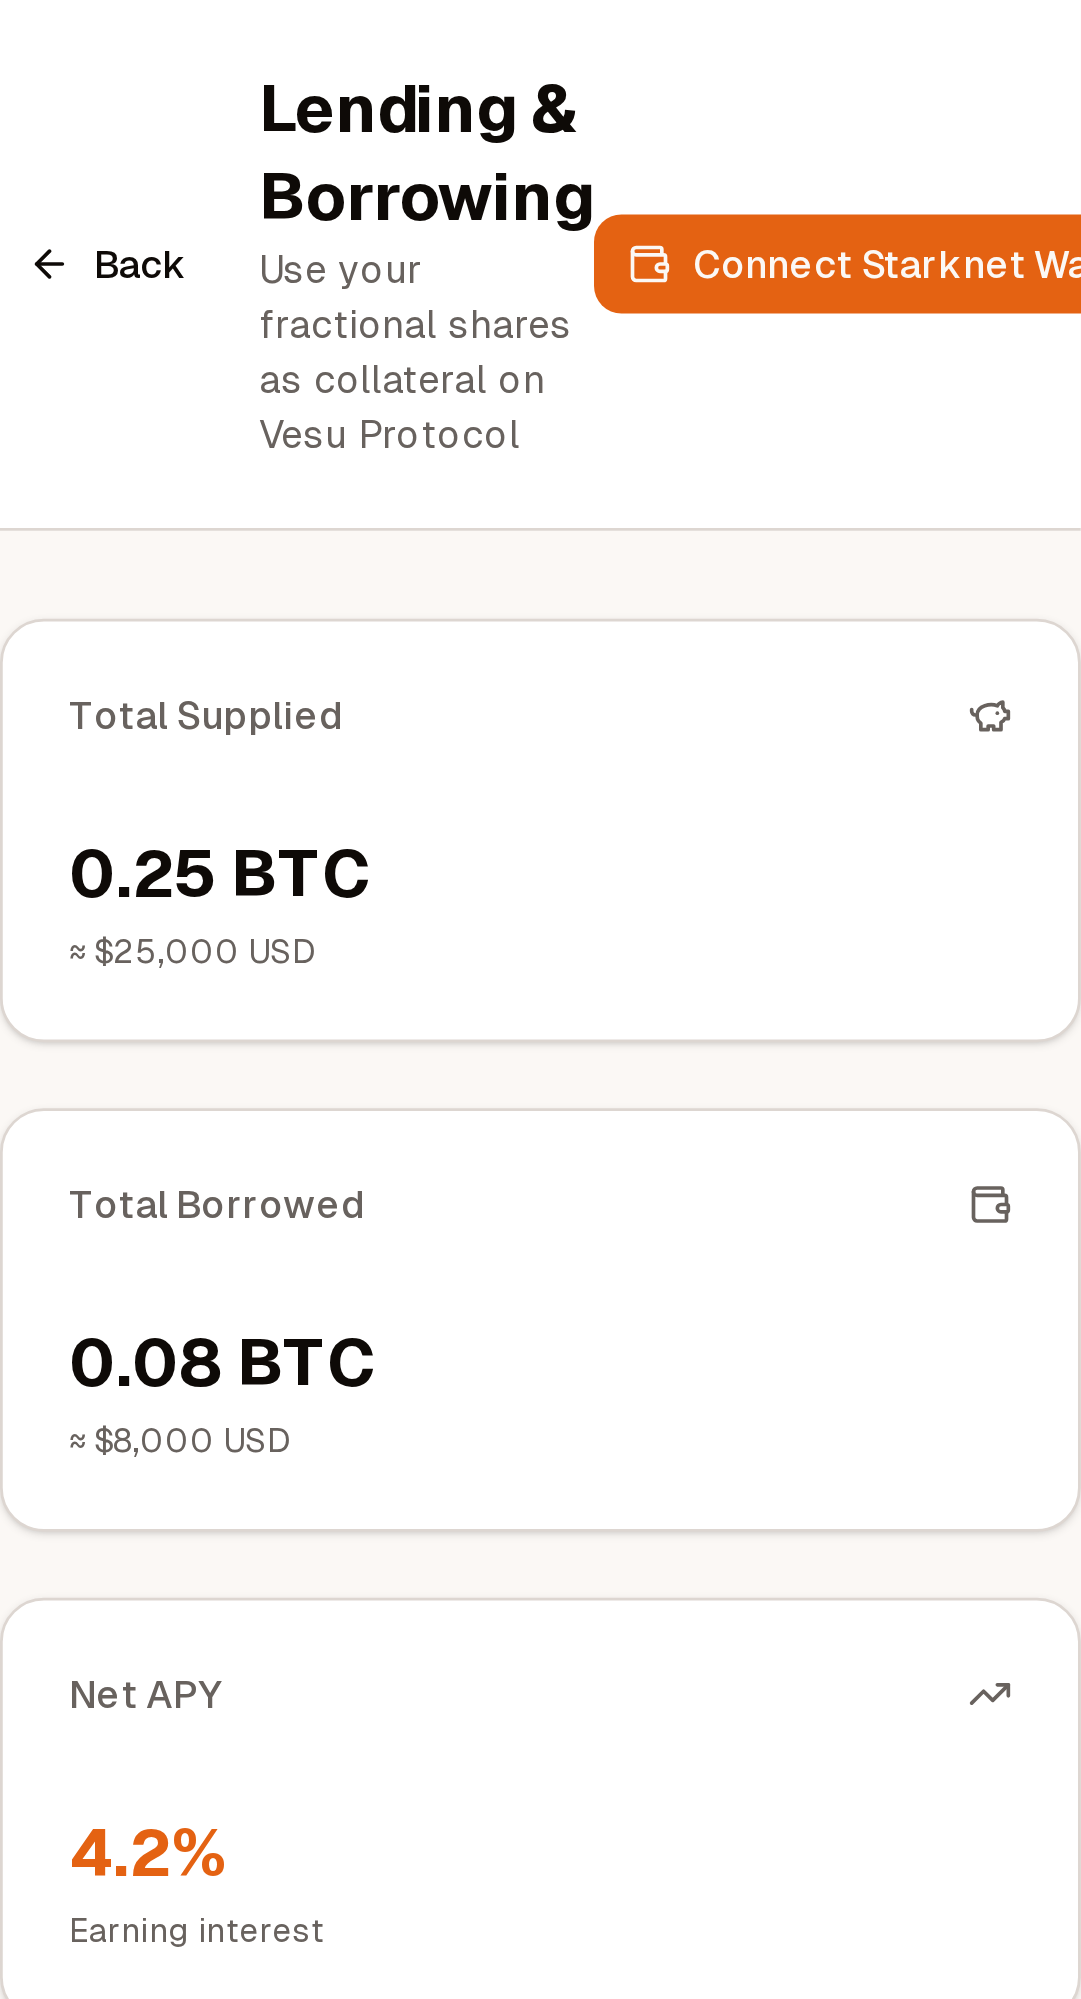 Lending &
Borrowing
Back
Use your
fractional shares
as collateral on
Vesu Protocol
Connect Starknet
Total Supplied
0.25 BTC
≈ $25,000 USD
Total Borrowed
0.08 BTC
≈ $8,000 USD
Net APY
4.2%
Earning interest